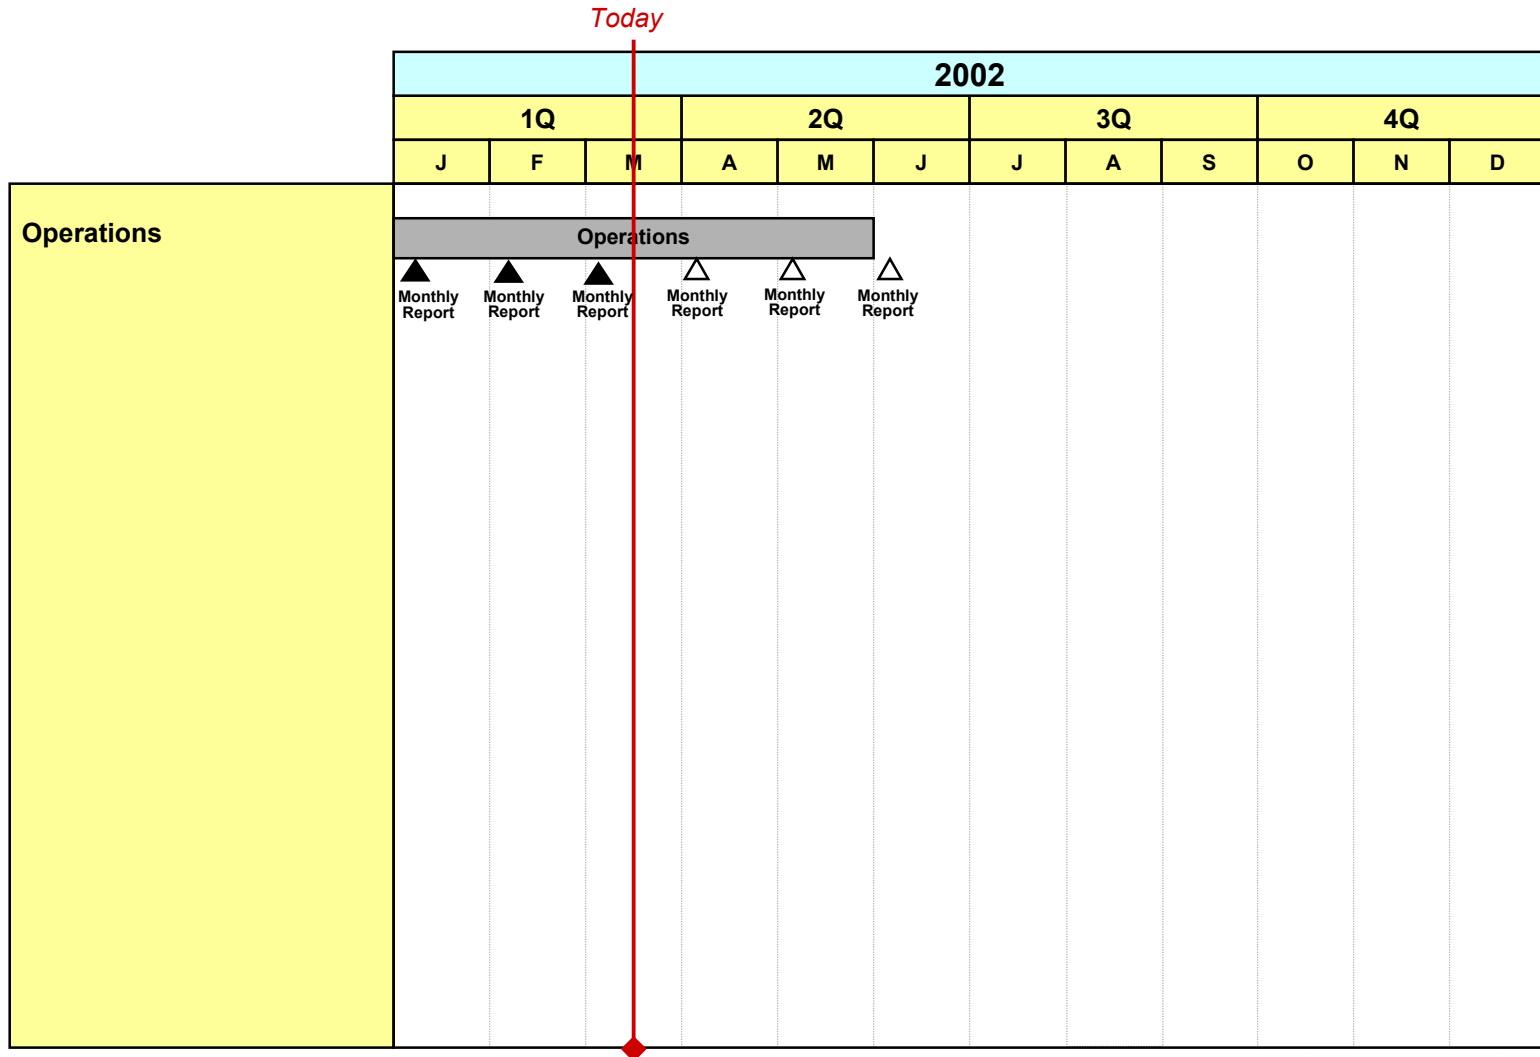 Today
2002
1Q 2Q 3Q 4Q
J F M A M J J A S O N D
Operations
Operations
Monthly Monthly Monthly Monthly Monthly Monthly
Report Report Report Report Report Report